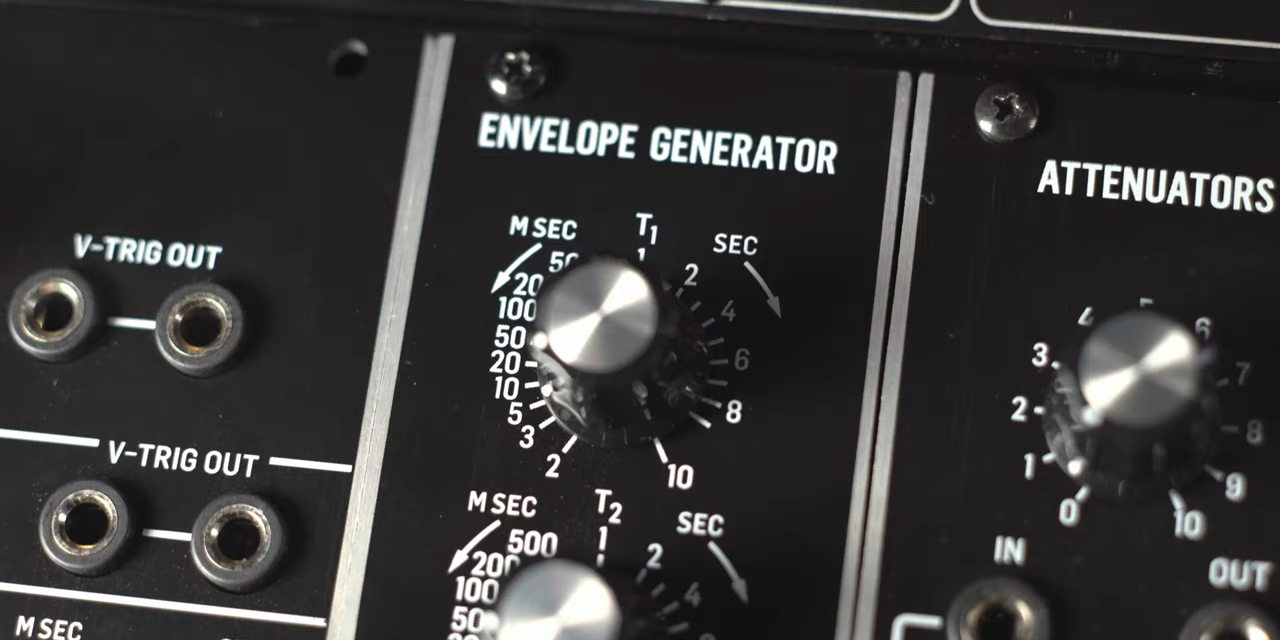 ENVELOPE GENERATOR
ATTENUATORS
V-TRIG OUT
M SEC T1 SEC
1
2
20
100
4
50
20
6
10
5
8
3
2
10
5
4 6
3 7
2 8
1 9
0 10
V-TRIG OUT
M SEC T2 SEC
500 1 2
200
100 4
50
IN
OUT
M SEC